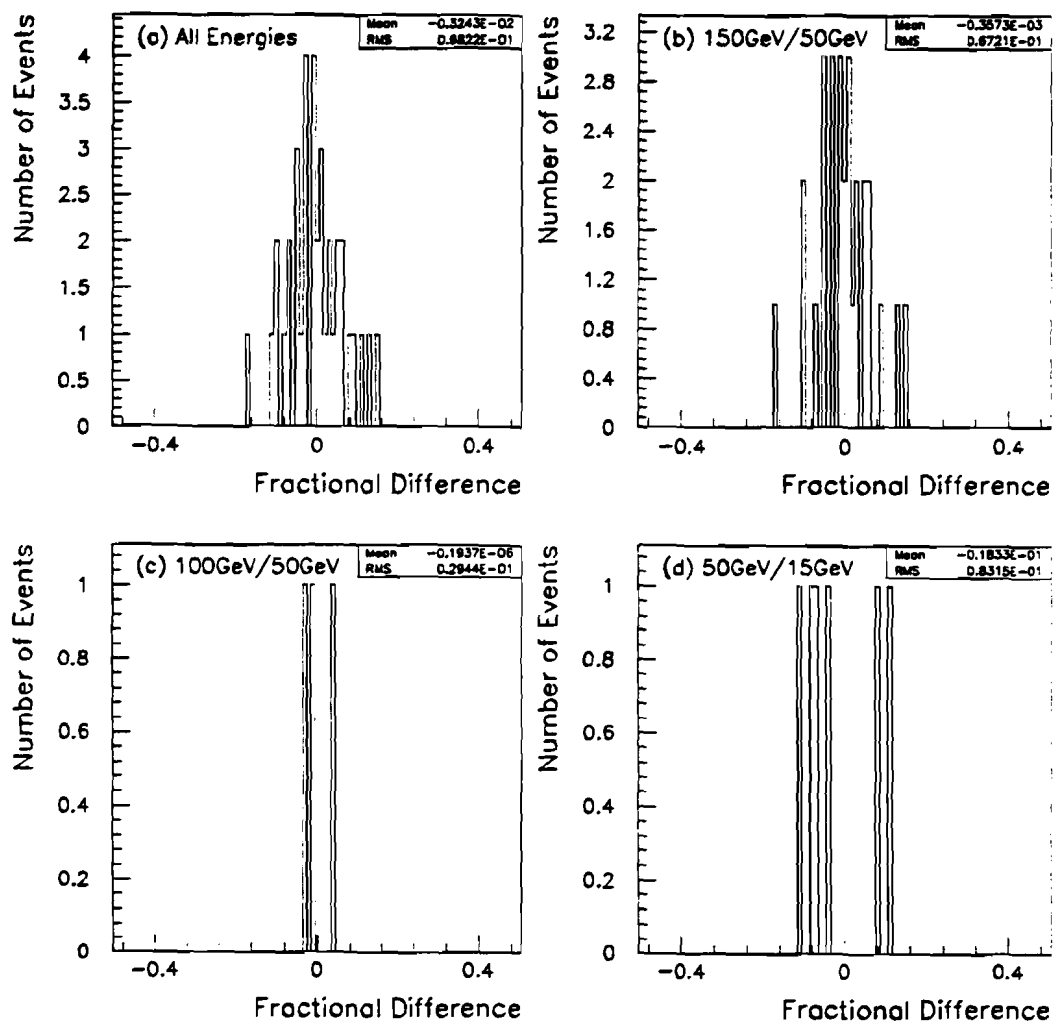 (a) All Energies
Mean -0.3243E-02
RMS 0.6822E-01
Number of Events
4
3.5
3
2.5
2
1.5
1
0.5
0
-0.4 0 0.4
Fractional Difference
(b) 150GeV/50GeV
Mean -0.3573E-03
RMS 0.6721E-01
Number of Events
3.2
2.8
2.4
2
1.6
1.2
0.8
0.4
0
-0.4 0 0.4
Fractional Difference
(c) 100GeV/50GeV
Mean -0.1937E-06
RMS 0.2944E-01
Number of Events
1
0.8
0.6
0.4
0.2
0
-0.4 0 0.4
Fractional Difference
(d) 50GeV/15GeV
Mean -0.1833E-01
RMS 0.8315E-01
Number of Events
1
0.8
0.6
0.4
0.2
0
-0.4 0 0.4
Fractional Difference